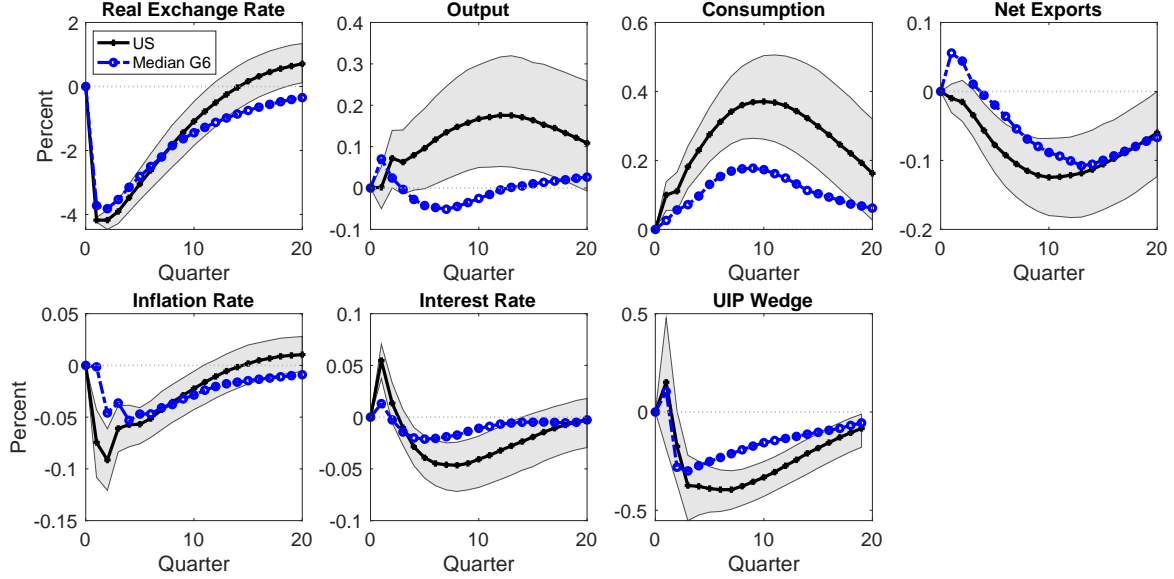 Real Exchange Rate
Output
Consumption
Net Exports
US
Median G6
2
0
-2
-4
Percent
0 10 20
Quarter
0.4
0.3
0.2
0.1
0
-0.1
0 10 20
Quarter
0.6
0.4
0.2
0
0 10 20
Quarter
0.1
0
-0.1
-0.2
0 10 20
Quarter
Inflation Rate
Interest Rate
UIP Wedge
0.05
0
-0.05
-0.1
-0.15
Percent
0 10 20
Quarter
0.1
0.05
0
-0.05
-0.1
0 10 20
Quarter
0.5
0
-0.5
0 10 20
Quarter